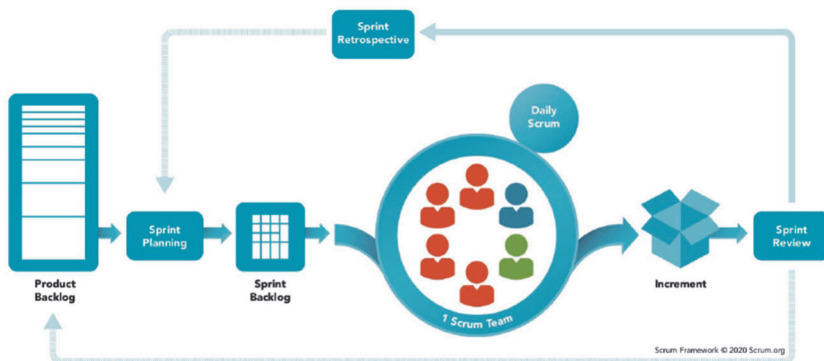 Sprint
Retrospective
Daily
Scrum
Sprint
Planning
Sprint
Review
Product
Backlog
Sprint
Backlog
1 Scrum Team
Increment
Scrum Framework © 2020 Scrum.org